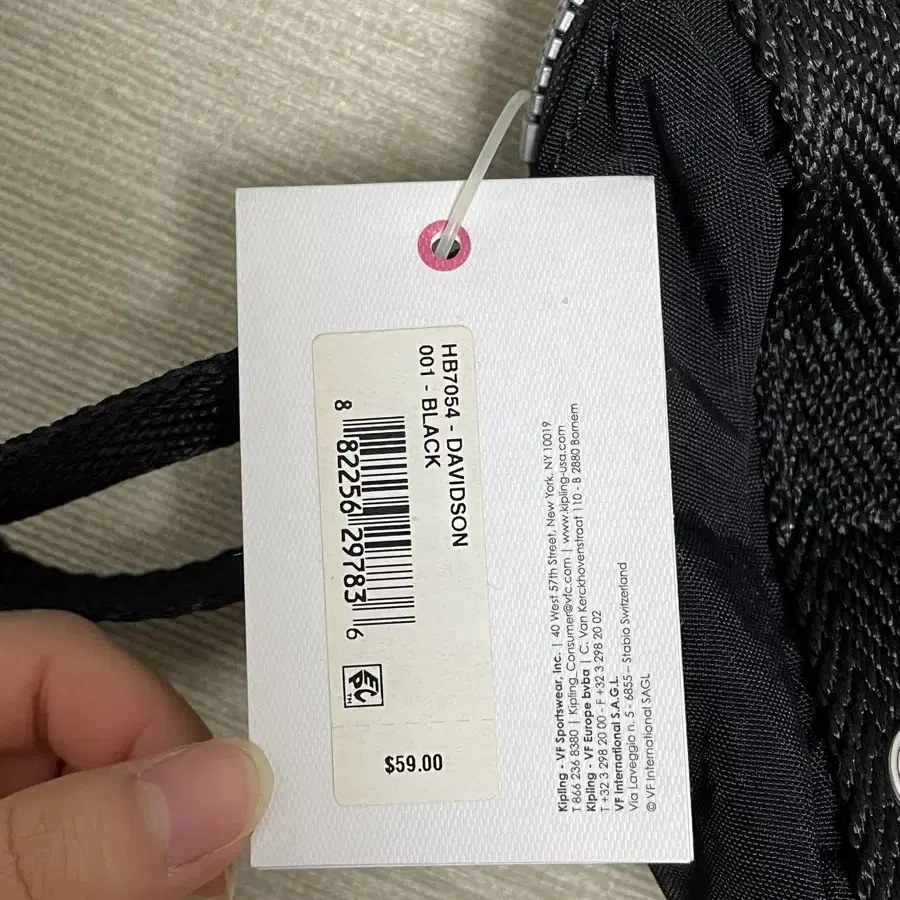 HB7054 - DAVIDSON
001 - BLACK
8 82256 29783 6
EPC™
$59.00
Kipling - VF Sportswear, Inc. | 40 West 57th Street, New York, NY 10019
T 866 236 8380 | Kipling_Consumer@vfc.com | www.kipling-usa.com
Kipling - VF Europe bvba | C. Van Kerckhovenstraat 110 - B 2880 Bornem
T +32 3 298 20 00 - F +32 3 298 20 02
VF International S.A.G.L.
Via Laveggio n. 5 - 6855 – Stabio Switzerland
© VF International SAGL